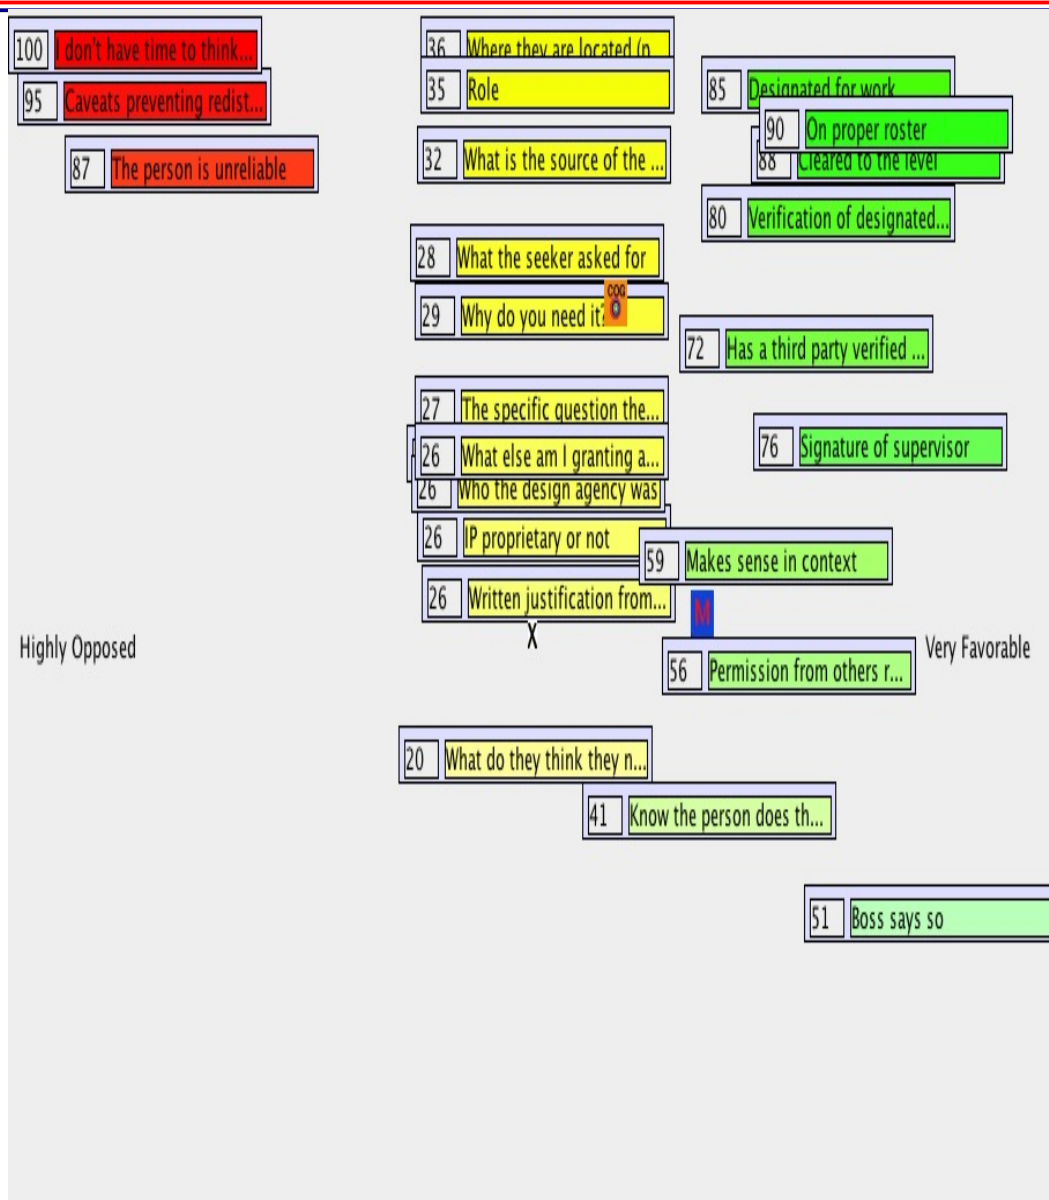 100 I don't have time to think...
95 Caveats preventing redist...
87 The person is unreliable
36 Where they are located (p
35 Role
32 What is the source of the ...
28 What the seeker asked for
29 Why do you need it?
COG
27 The specific question the...
26 What else am I granting a...
26 Who the design agency was
26 IP proprietary or not
26 Written justification from...
X
85 Designated for work
90 On proper roster
88 Cleared to the level
80 Verification of designated...
72 Has a third party verified ...
76 Signature of supervisor
59 Makes sense in context
M
Highly Opposed
Very Favorable
56 Permission from others r...
20 What do they think they n...
41 Know the person does th...
51 Boss says so